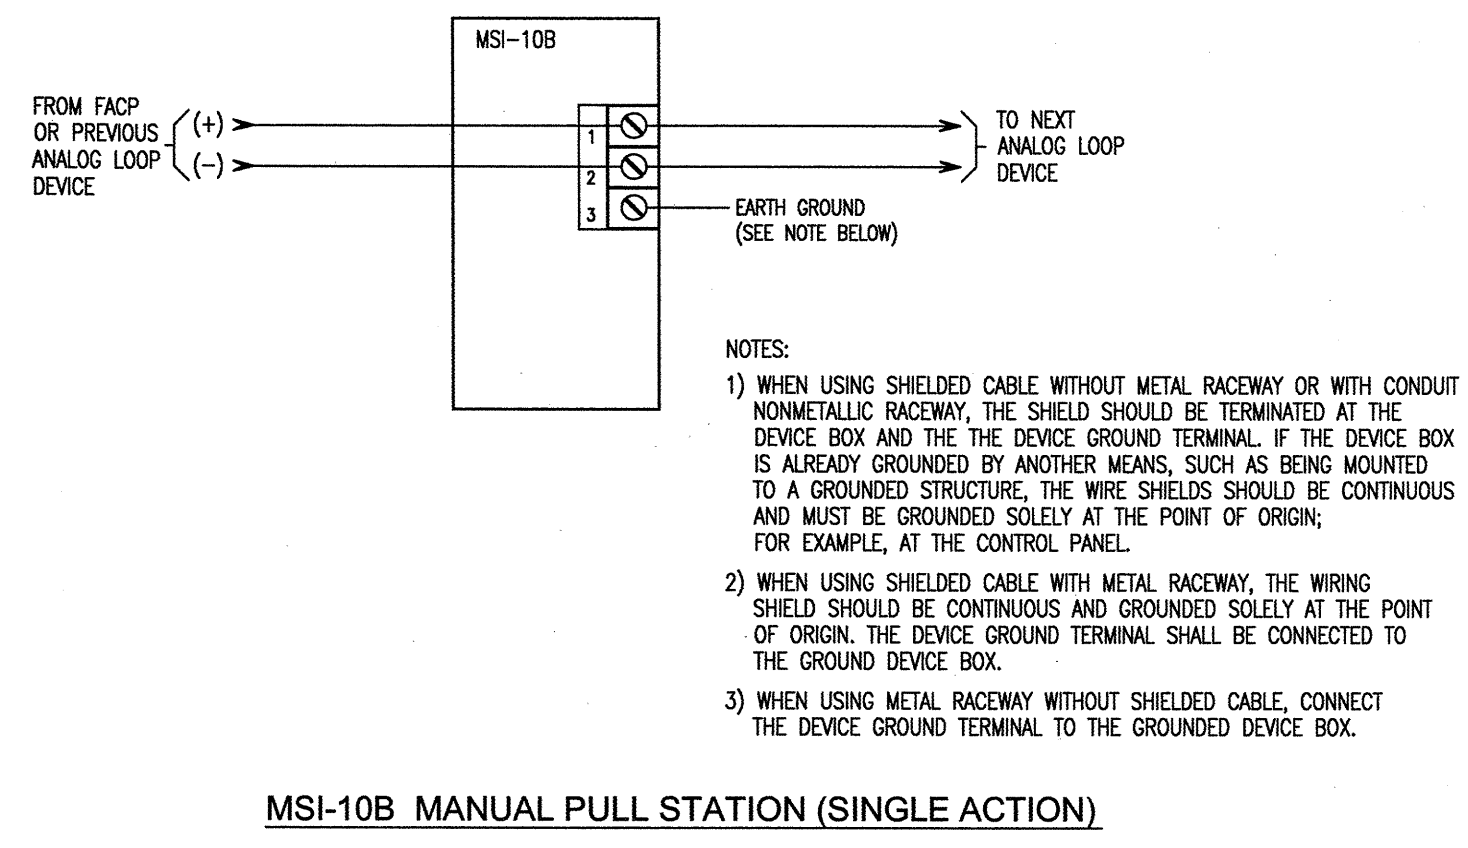 MSI-10B
FROM FACP
OR PREVIOUS
ANALOG LOOP
DEVICE
(+)
(-)
1
2
3
TO NEXT
ANALOG LOOP
DEVICE
EARTH GROUND
(SEE NOTE BELOW)
NOTES:
1) WHEN USING SHIELDED CABLE WITHOUT METAL RACEWAY OR WITH CONDUIT
NONMETALLIC RACEWAY, THE SHIELD SHOULD BE TERMINATED AT THE
DEVICE BOX AND THE THE DEVICE GROUND TERMINAL. IF THE DEVICE BOX
IS ALREADY GROUNDED BY ANOTHER MEANS, SUCH AS BEING MOUNTED
TO A GROUNDED STRUCTURE, THE WIRE SHIELDS SHOULD BE CONTINUOUS
AND MUST BE GROUNDED SOLELY AT THE POINT OF ORIGIN;
FOR EXAMPLE, AT THE CONTROL PANEL.
2) WHEN USING SHIELDED CABLE WITH METAL RACEWAY, THE WIRING
SHIELD SHOULD BE CONTINUOUS AND GROUNDED SOLELY AT THE POINT
OF ORIGIN. THE DEVICE GROUND TERMINAL SHALL BE CONNECTED TO
THE GROUND DEVICE BOX.
3) WHEN USING METAL RACEWAY WITHOUT SHIELDED CABLE, CONNECT
THE DEVICE GROUND TERMINAL TO THE GROUNDED DEVICE BOX.
MSI-10B MANUAL PULL STATION (SINGLE ACTION)